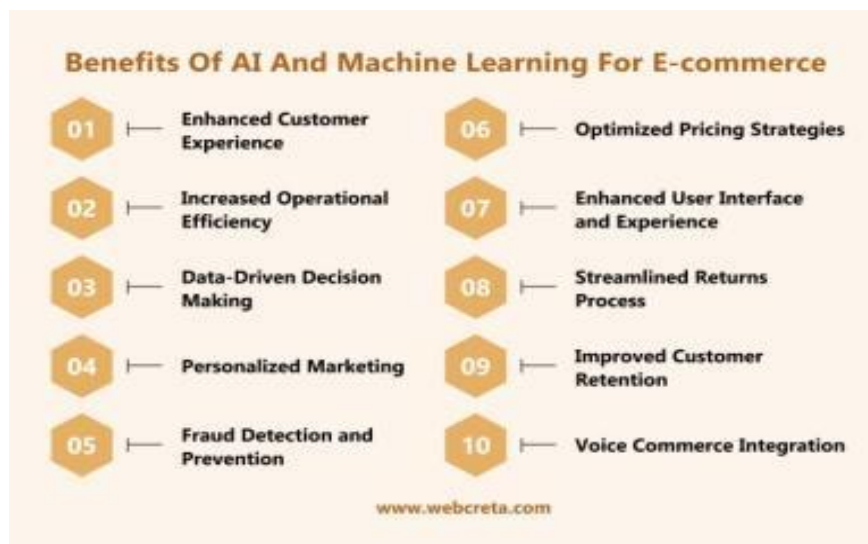 Benefits Of AI And Machine Learning For E-commerce
01
Enhanced Customer
Experience
02
Increased Operational
Efficiency
03
Data-Driven Decision
Making
04
Personalized Marketing
05
Fraud Detection and
Prevention
06
Optimized Pricing Strategies
07
Enhanced User Interface
and Experience
08
Streamlined Returns
Process
09
Improved Customer
Retention
10
Voice Commerce Integration
www.webcreta.com